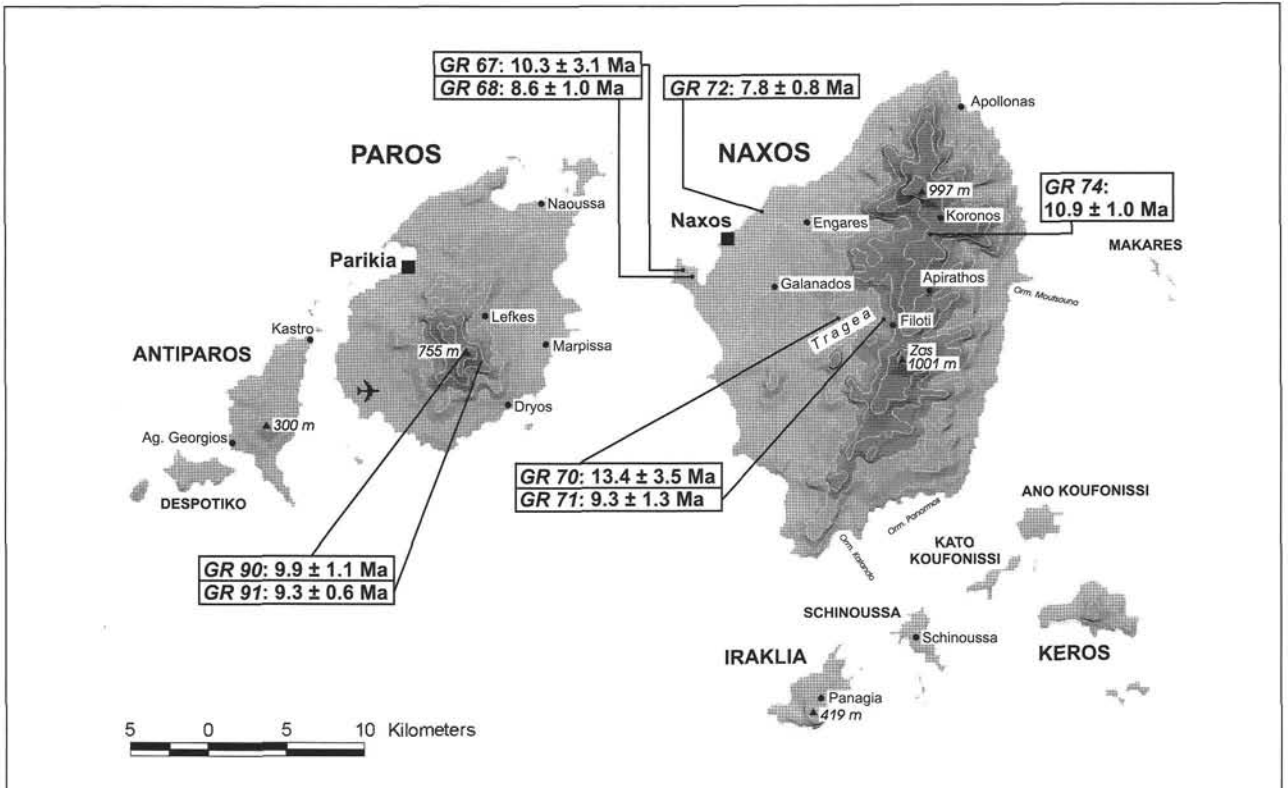 GR 67: 10.3 ± 3.1 Ma
GR 68: 8.6 ± 1.0 Ma
GR 72: 7.8 ± 0.8 Ma
Apollonas
PAROS
NAXOS
997 m
GR 74:
10.9 ± 1.0 Ma
Naoussa
Engares
Koronos
Naxos
MAKARES
Parikia
Galanados
Apirathos
Orm. Moutsouna
Lefkes
Tragea
Filoti
Kastro
ANTIPAROS
755 m
Marpissa
Zas
1001 m
Dryos
300 m
Ag. Georgios
GR 70: 13.4 ± 3.5 Ma
GR 71: 9.3 ± 1.3 Ma
DESPOTIKO
ANO KOUFONISSI
Orm. Panormos
Orm. Kalando
KATO
KOUFONISSI
GR 90: 9.9 ± 1.1 Ma
GR 91: 9.3 ± 0.6 Ma
SCHINOUSSA
Schinoussa
IRAKLIA
KEROS
Panagia
419 m
5 0 5 10 Kilometers